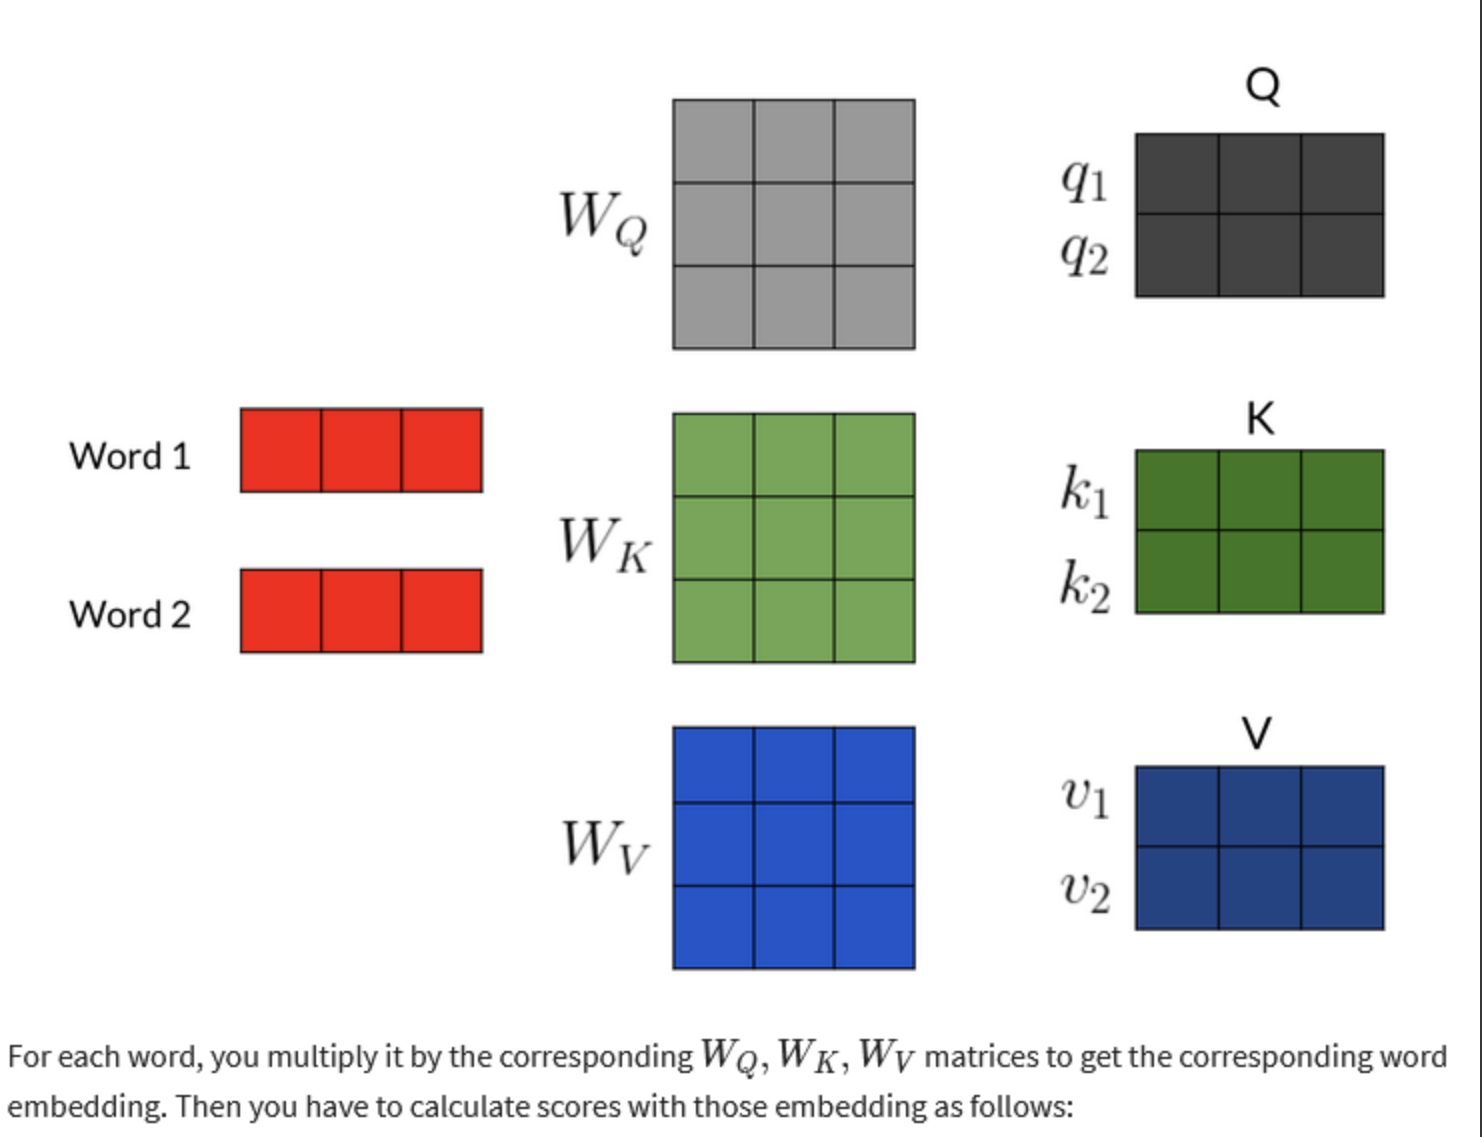 Q
W_Q
q_1
q_2
K
Word 1
k_1
W_K
k_2
Word 2
V
v_1
W_V
v_2
For each word, you multiply it by the corresponding W_Q, W_K, W_V matrices to get the corresponding word
embedding. Then you have to calculate scores with those embedding as follows: